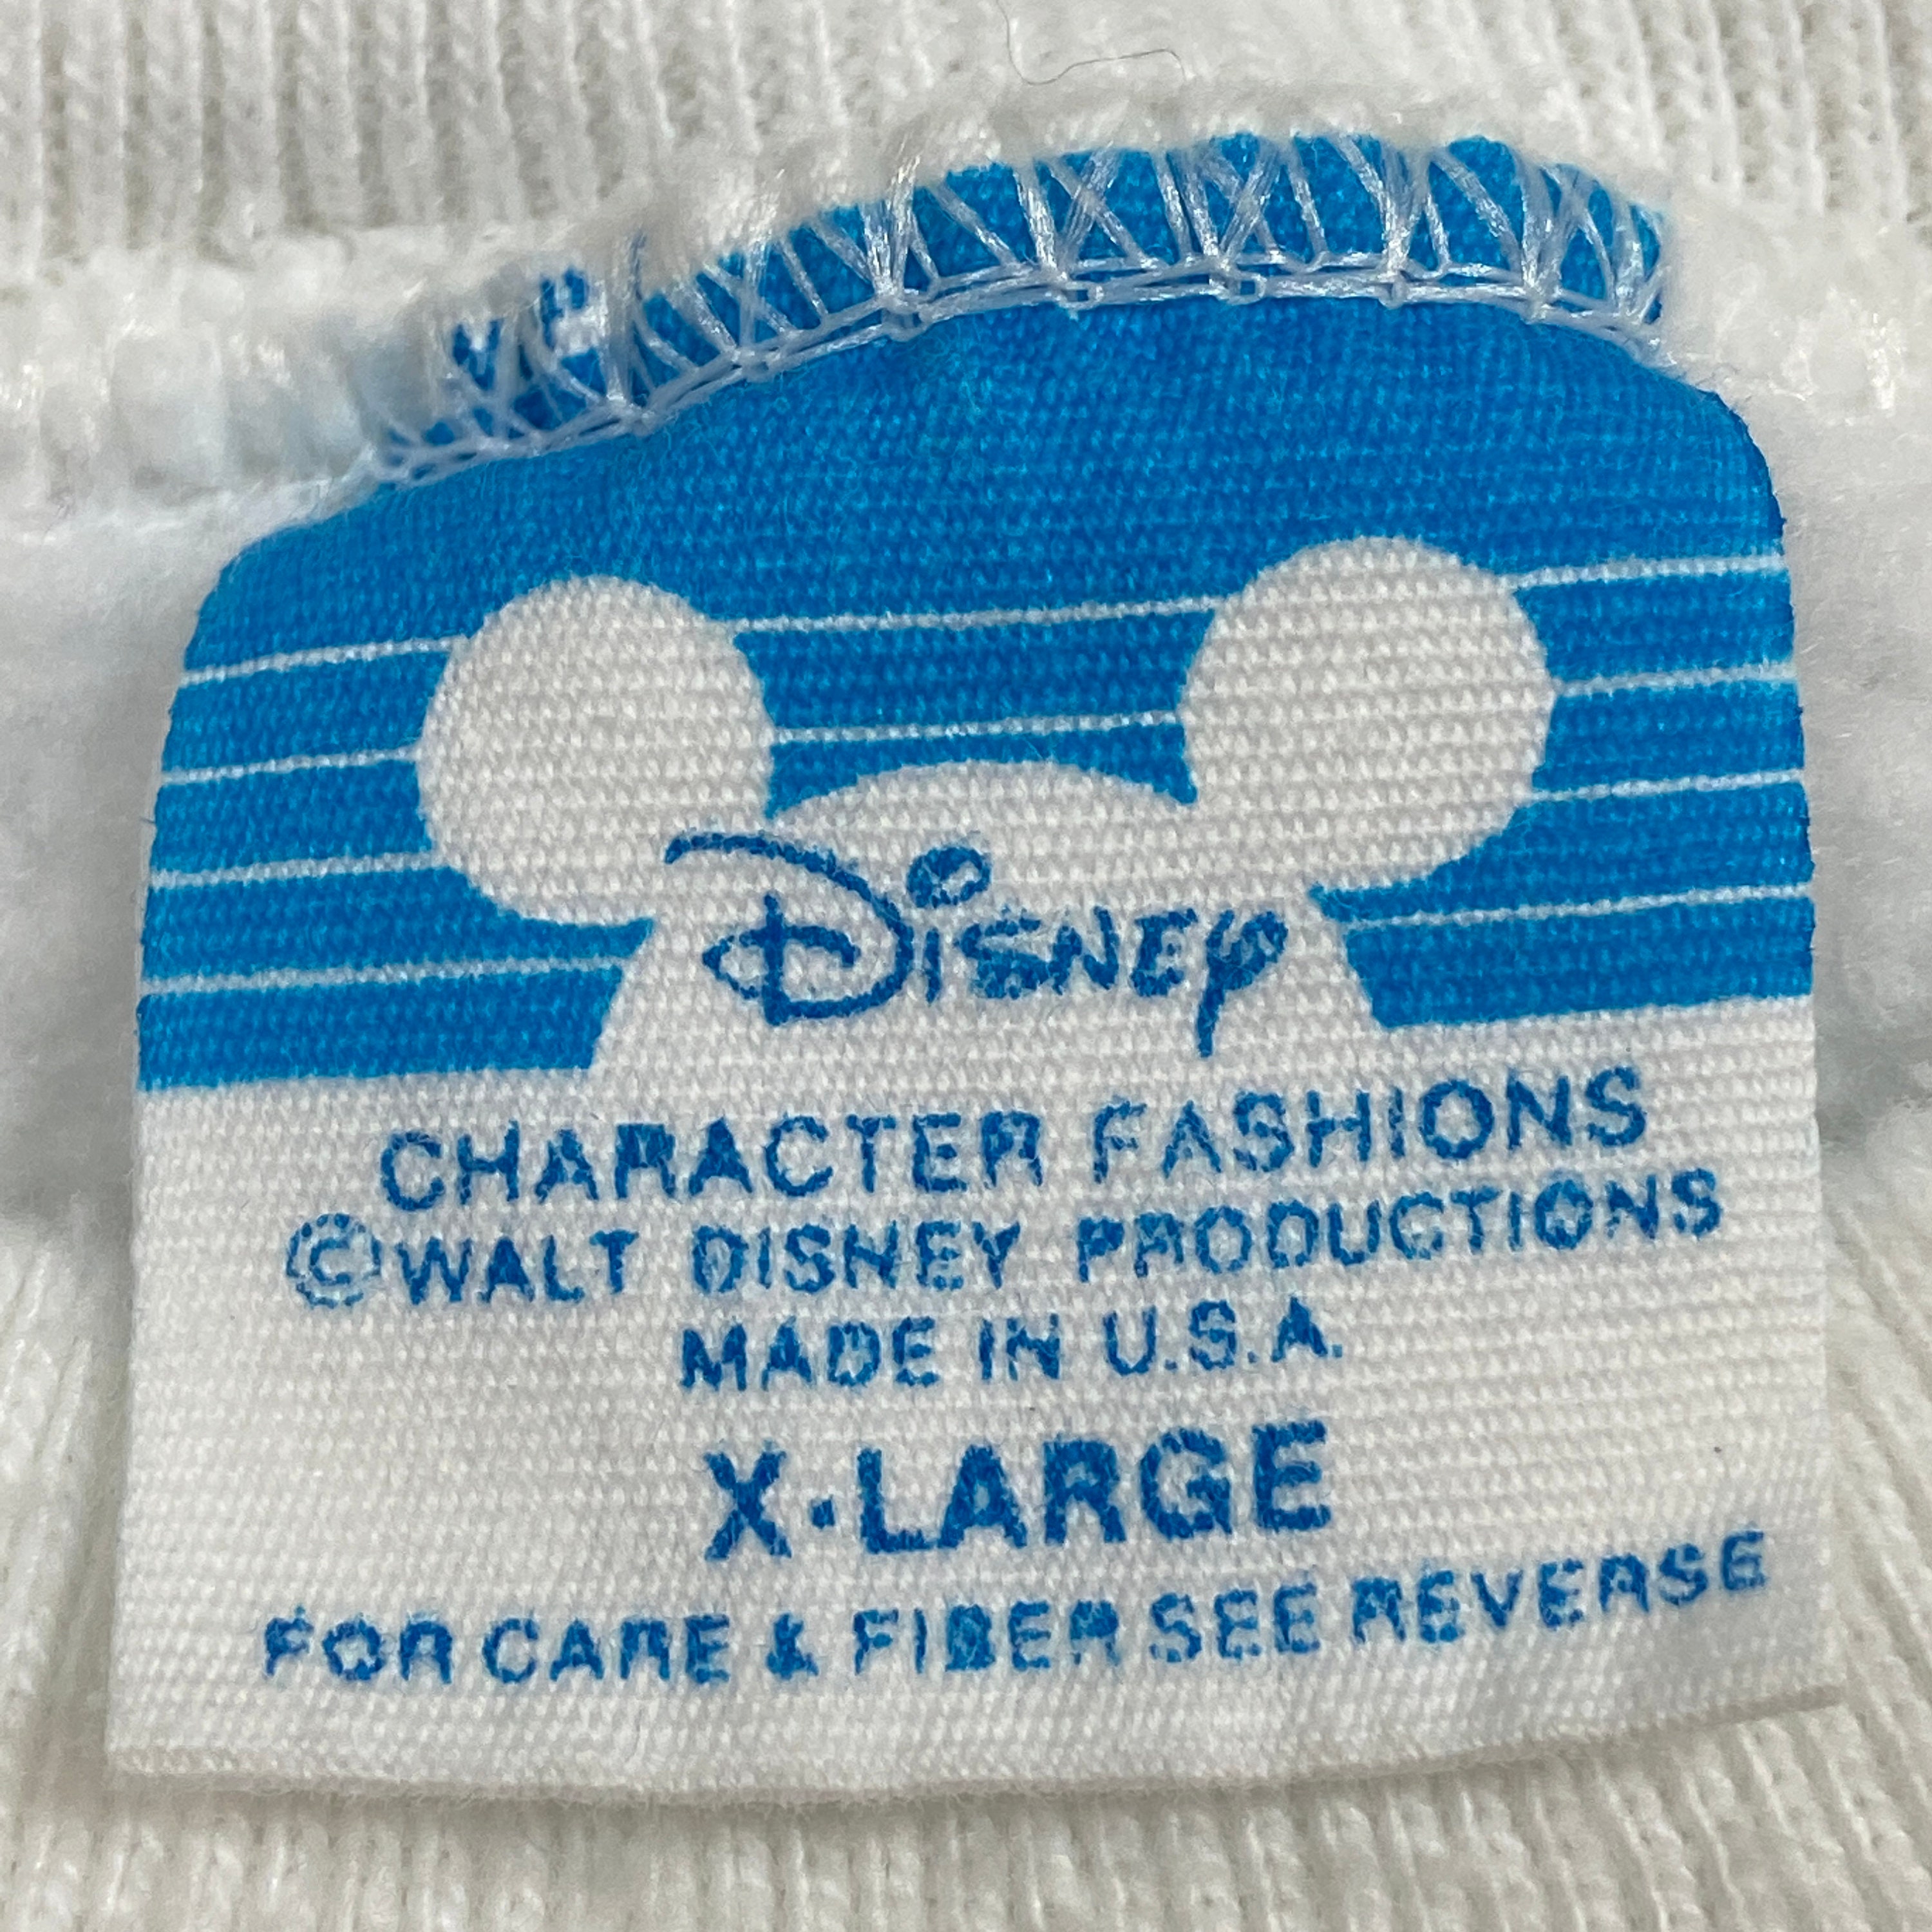 Disney
CHARACTER FASHIONS
©WALT DISNEY PRODUCTIONS
MADE IN U.S.A.
X-LARGE
FOR CARE & FIBER SEE REVERSE